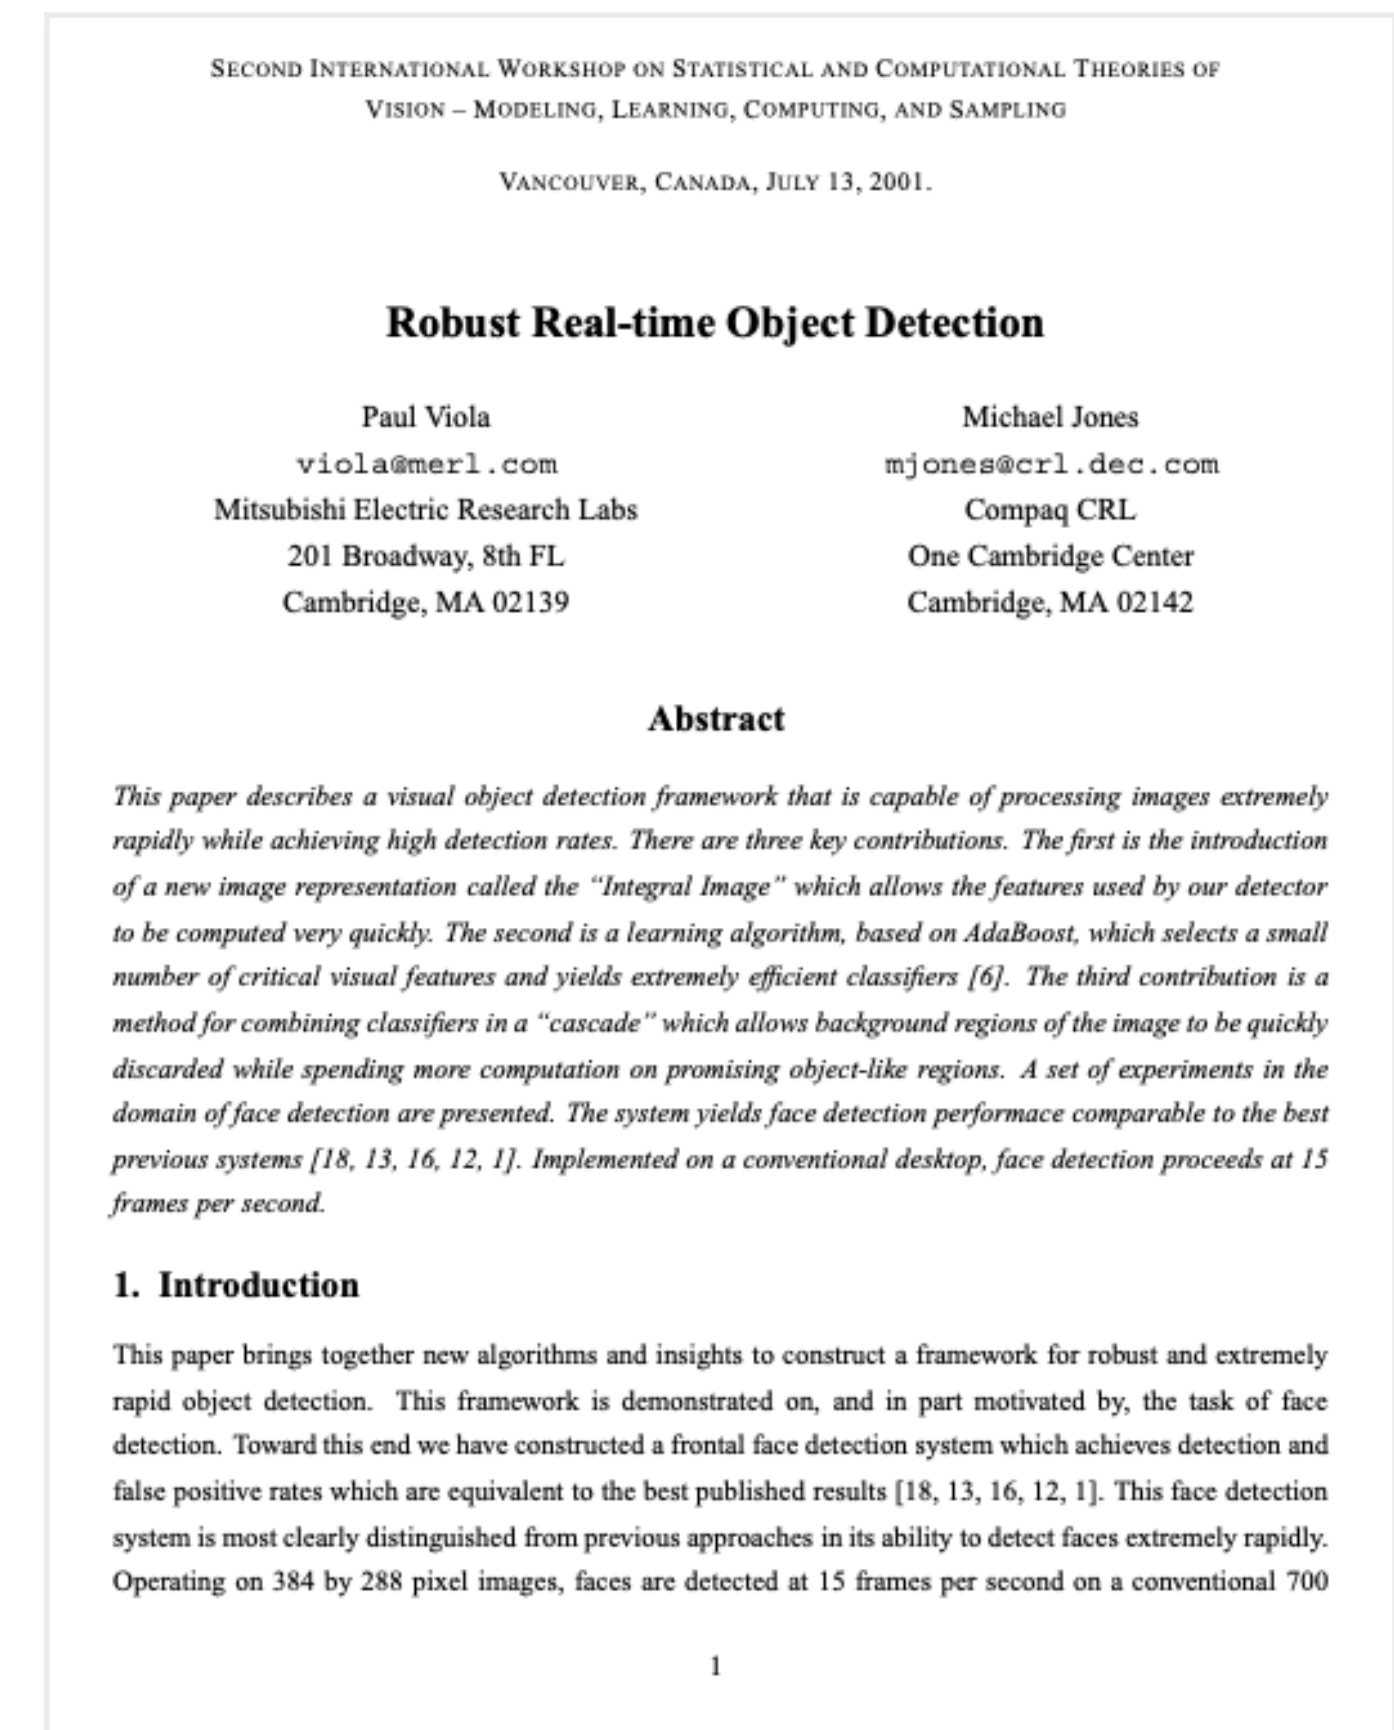 SECOND INTERNATIONAL WORKSHOP ON STATISTICAL AND COMPUTATIONAL THEORIES OF
VISION – MODELING, LEARNING, COMPUTING, AND SAMPLING
VANCOUVER, CANADA, JULY 13, 2001.
Robust Real-time Object Detection
Paul Viola
viola@merl.com
Mitsubishi Electric Research Labs
201 Broadway, 8th FL
Cambridge, MA 02139
Michael Jones
mjones@crl.dec.com
Compaq CRL
One Cambridge Center
Cambridge, MA 02142
Abstract
This paper describes a visual object detection framework that is capable of processing images extremely
rapidly while achieving high detection rates. There are three key contributions. The first is the introduction
of a new image representation called the “Integral Image” which allows the features used by our detector
to be computed very quickly. The second is a learning algorithm, based on AdaBoost, which selects a small
number of critical visual features and yields extremely efficient classifiers [6]. The third contribution is a
method for combining classifiers in a “cascade” which allows background regions of the image to be quickly
discarded while spending more computation on promising object-like regions. A set of experiments in the
domain of face detection are presented. The system yields face detection performace comparable to the best
previous systems [18, 13, 16, 12, 1]. Implemented on a conventional desktop, face detection proceeds at 15
frames per second.
1. Introduction
This paper brings together new algorithms and insights to construct a framework for robust and extremely
rapid object detection. This framework is demonstrated on, and in part motivated by, the task of face
detection. Toward this end we have constructed a frontal face detection system which achieves detection and
false positive rates which are equivalent to the best published results [18, 13, 16, 12, 1]. This face detection
system is most clearly distinguished from previous approaches in its ability to detect faces extremely rapidly.
Operating on 384 by 288 pixel images, faces are detected at 15 frames per second on a conventional 700
1